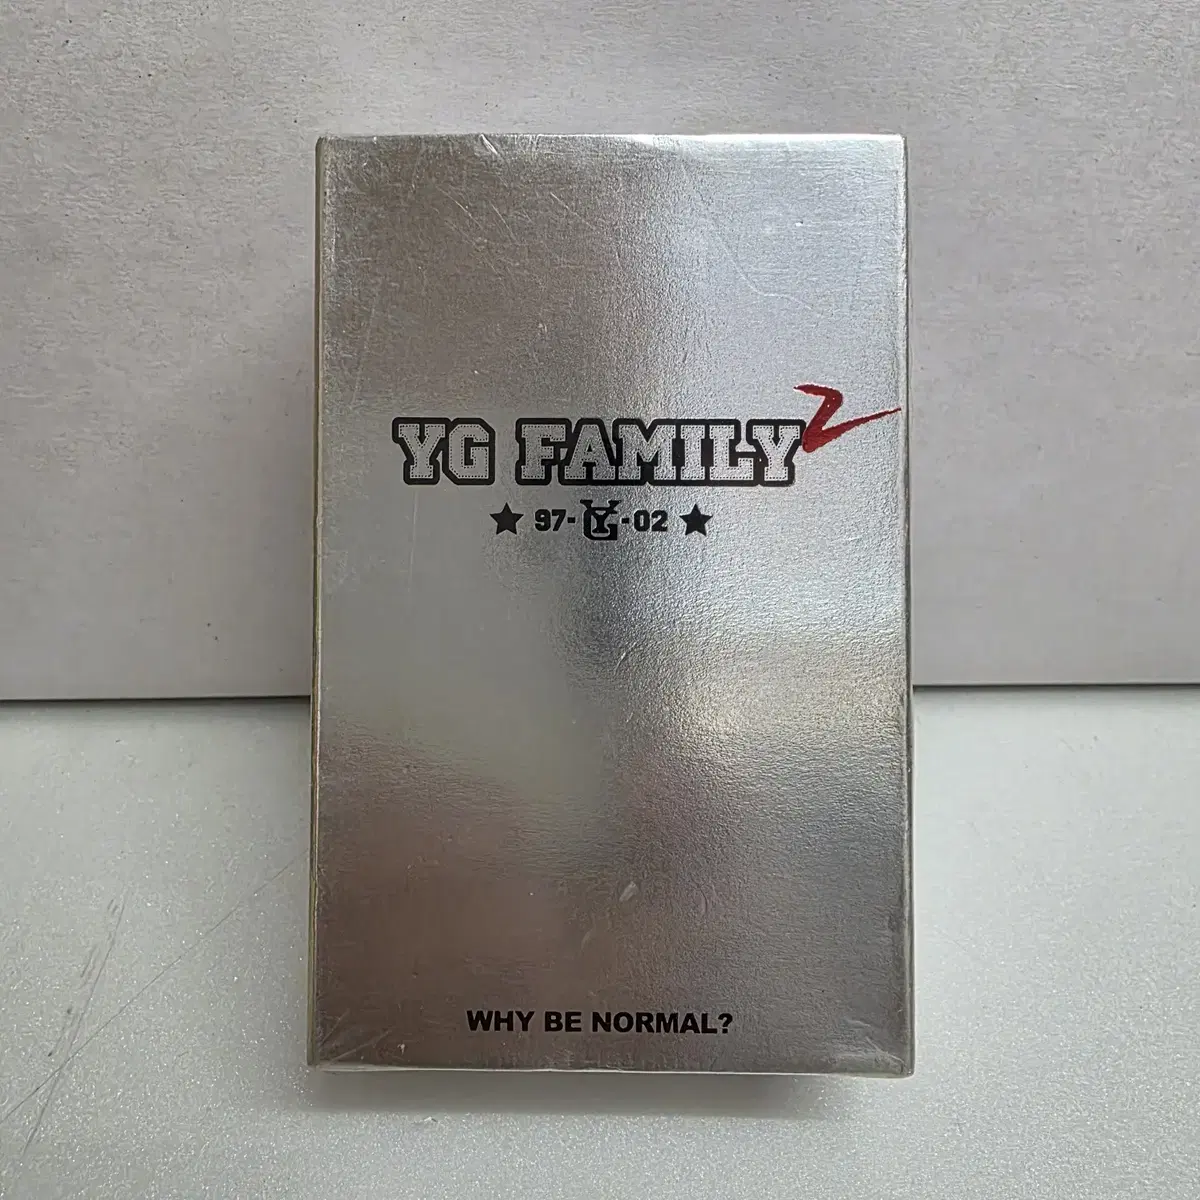 YG FAMILY2
★ 97-YG-02 ★
WHY BE NORMAL?